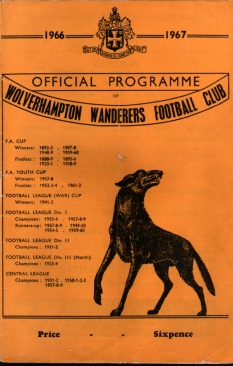 1966 1967
OFFICIAL PROGRAMME
OF
WOLVERHAMPTON WANDERERS FOOTBALL CLUB
F.A. CUP
Winners: 1892-3 - 1907-8
1948-9 - 1959-60
Finalists: 1888-9 - 1895-6
1920-1 - 1938-9
F.A. YOUTH CUP
Winners: 1957-8
Finalists: 1952-3-4 - 1961-2
FOOTBALL LEAGUE (WAR) CUP
Winners: 1941-2
FOOTBALL LEAGUE Div. I
Champions: 1953-4 - 1957-8-9
Runners-up: 1937-8-9 - 1949-50
1954-5 - 1959-60
FOOTBALL LEAGUE Div. II
Champions: 1931-2
FOOTBALL LEAGUE Div. III (North)
Champions: 1923-4
CENTRAL LEAGUE
Champions: 1931-2 - 1950-1-2-3
1957-8-9
Price - - Sixpence